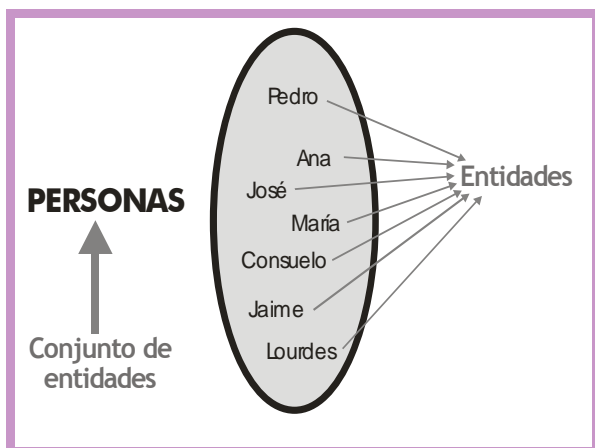 Pedro
Ana
José
María
Consuelo
Jaime
Lourdes
Entidades
PERSONAS
Conjunto de
entidades